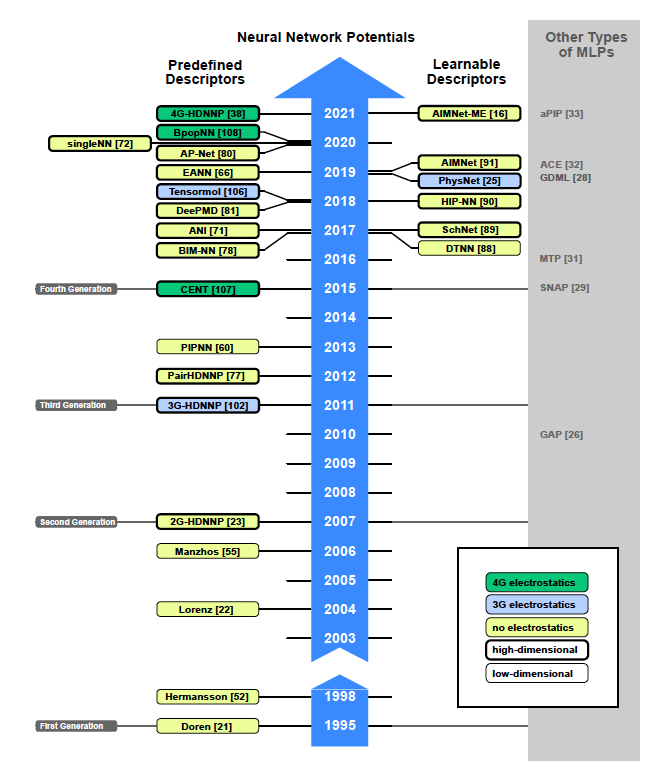 Neural Network Potentials
Other Types
of MLPs
Predefined
Descriptors
Learnable
Descriptors
4G-HDNNP [38]
2021
AIMNet-ME [16]
aPIP [33]
BpopNN [108]
singleNN [72]
2020
AP-Net [80]
AIMNet [91]
ACE [32]
EANN [66]
2019
PhysNet [25]
GDML [28]
Tensormol [106]
2018
HIP-NN [90]
DeePMD [81]
ANI [71]
2017
SchNet [89]
BIM-NN [78]
DTNN [88]
2016
MTP [31]
Fourth Generation
CENT [107]
2015
SNAP [29]
2014
PIPNN [60]
2013
PairHDNNP [77]
2012
Third Generation
3G-HDNNP [102]
2011
2010
GAP [26]
2009
2008
Second Generation
2G-HDNNP [23]
2007
Manzhos [55]
2006
2005
Lorenz [22]
2004
2003
4G electrostatics
3G electrostatics
no electrostatics
high-dimensional
low-dimensional
Hermansson [52]
1998
First Generation
Doren [21]
1995